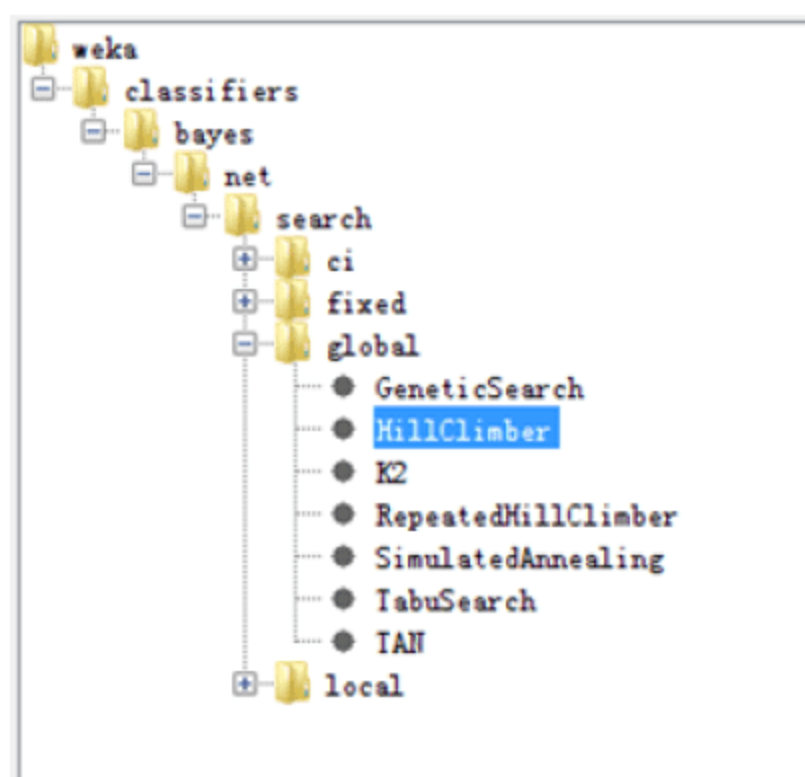 weka
classifiers
bayes
net
search
ci
fixed
global
GeneticSearch
HillClimber
K2
RepeatedHillClimber
SimulatedAnnealing
TabuSearch
TAN
local